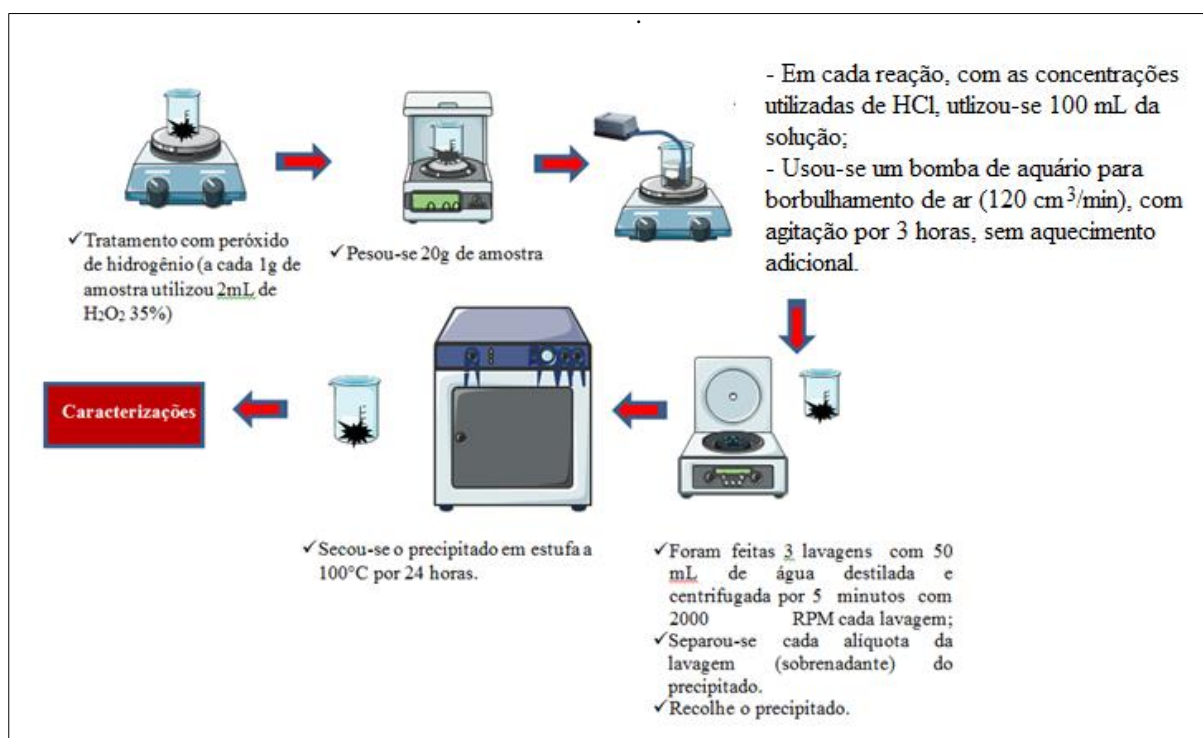 ✓Tratamento com peróxido
de hidrogênio (a cada 1g de
amostra utilizou 2mL de
H₂O₂ 35%)
✓Pesou-se 20g de amostra
- Em cada reação, com as concentrações
utilizadas de HCl, utlizou-se 100 mL da
solução;
- Usou-se um bomba de aquário para
borbulhamento de ar (120 cm³/min), com
agitação por 3 horas, sem aquecimento
adicional.
✓Foram feitas 3 lavagens com 50
mL de água destilada e
centrifugada por 5 minutos com
2000 RPM cada lavagem;
✓Separou-se cada alíquota da
lavagem (sobrenadante) do
precipitado.
✓Recolhe o precipitado.
✓Secou-se o precipitado em estufa a
100°C por 24 horas.
Caracterizações